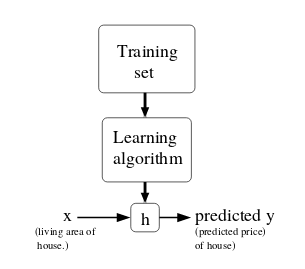 Training
set
Learning
algorithm
x
h
predicted y
(living area of
house.)
(predicted price)
of house)